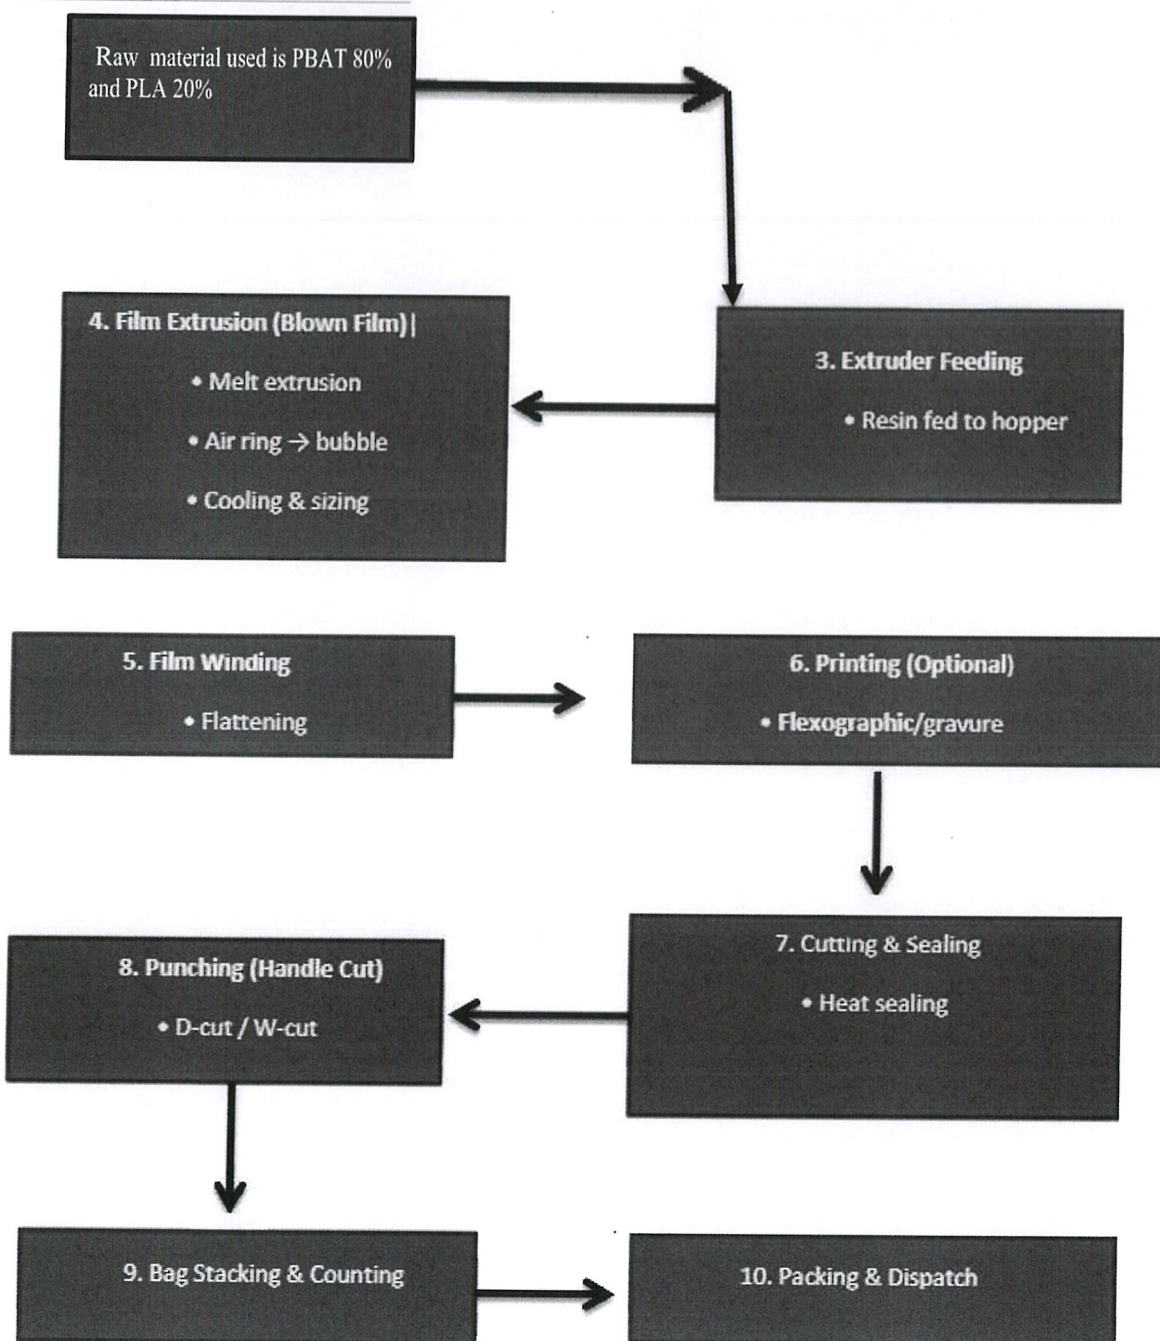 Raw material used is PBAT 80%
and PLA 20%
3. Extruder Feeding
• Resin fed to hopper
4. Film Extrusion (Blown Film)|
• Melt extrusion
• Air ring → bubble
• Cooling & sizing
5. Film Winding
• Flattening
6. Printing (Optional)
• Flexographic/gravure
7. Cutting & Sealing
• Heat sealing
8. Punching (Handle Cut)
• D-cut / W-cut
9. Bag Stacking & Counting
10. Packing & Dispatch